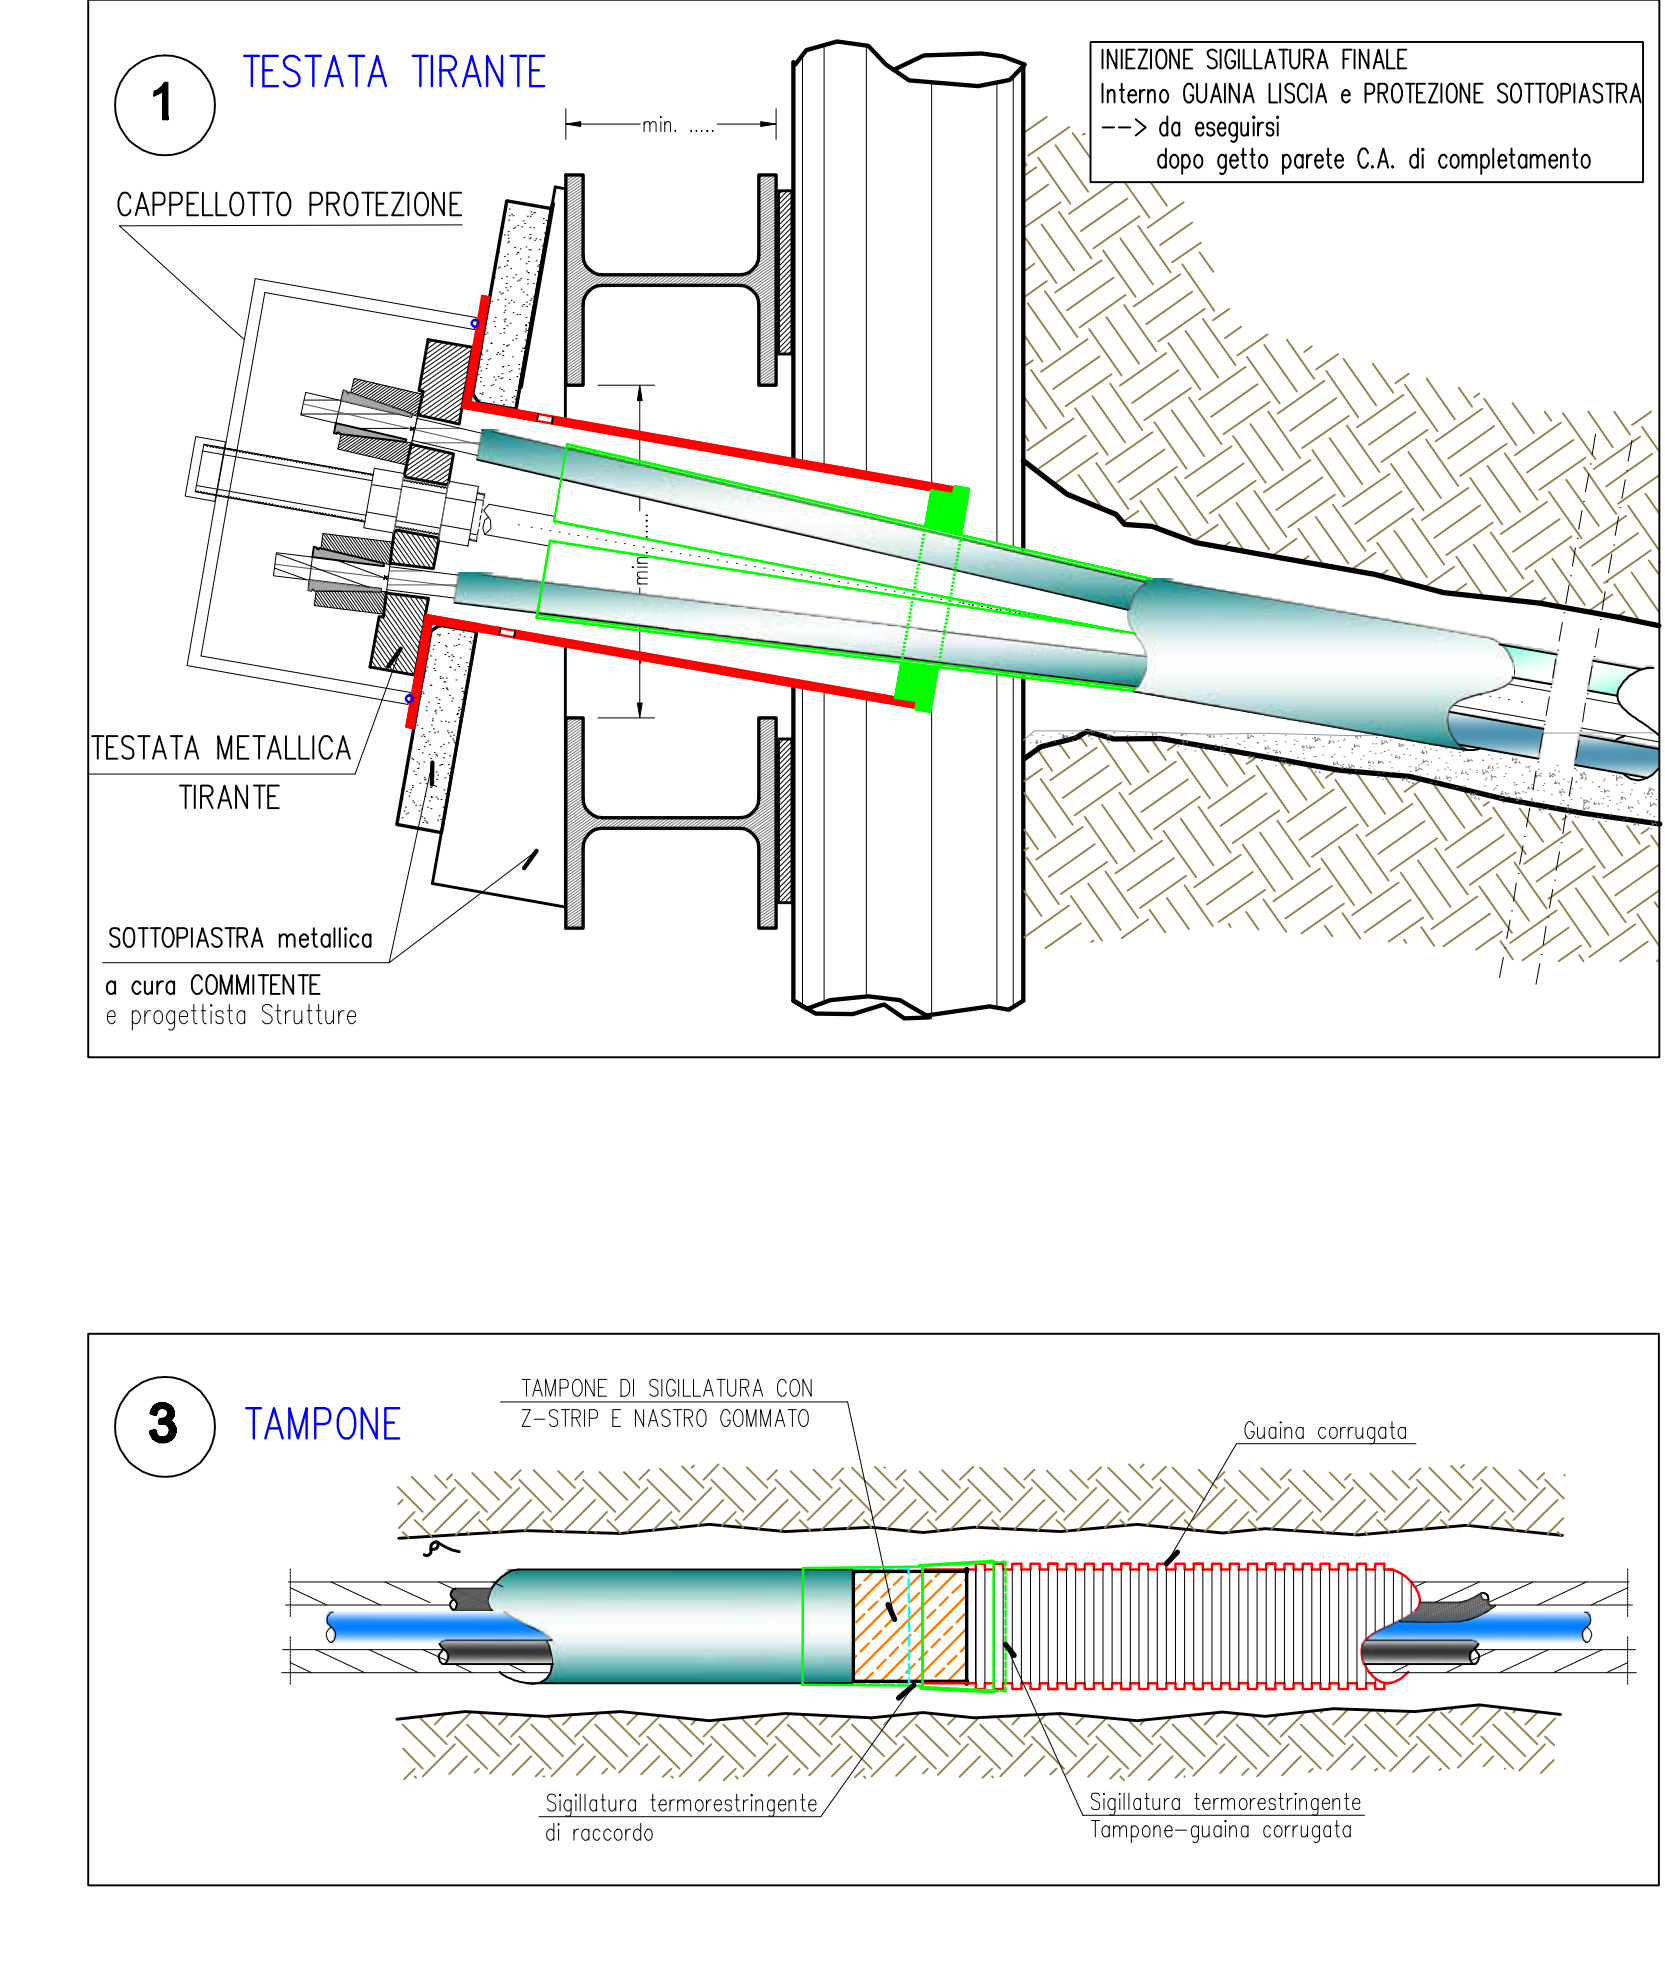 1
TESTATA TIRANTE
INIEZIONE SIGILLATURA FINALE
Interno GUAINA LISCIA e PROTEZIONE SOTTOPIASTRA
--> da eseguirsi
dopo getto parete C.A. di completamento
min. .....
CAPPELLOTTO PROTEZIONE
min. .....
TESTATA METALLICA
TIRANTE
SOTTOPIASTRA metallica
a cura COMMITENTE
e progettista Strutture
3
TAMPONE
TAMPONE DI SIGILLATURA CON
Z-STRIP E NASTRO GOMMATO
Guaina corrugata
Sigillatura termorestringente
di raccordo
Sigillatura termorestringente
Tampone-guaina corrugata